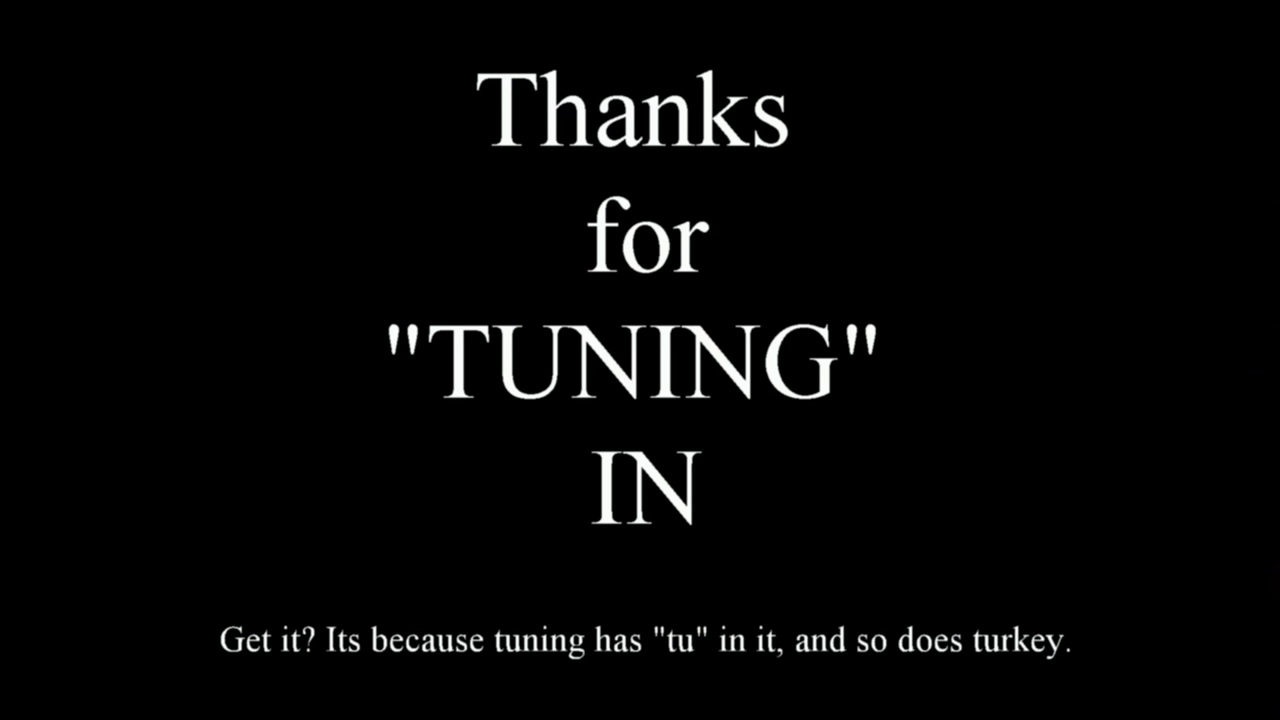 Thanks
for
"TUNING"
IN
Get it? Its because tuning has "tu" in it, and so does turkey.